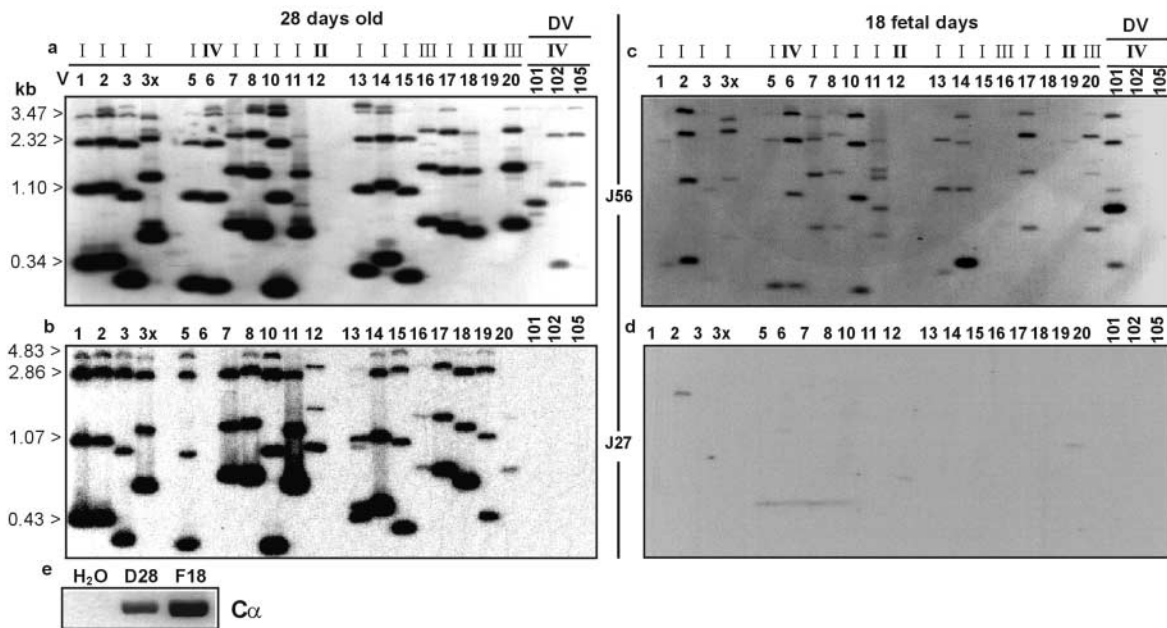 28 days old
18 fetal days
DV
DV
a I I I I I IV I I I I II I I I III I I II III IV
c I I I I I IV I I I I II I I I III I I II III IV
V 1 2 3 3x 5 6 7 8 10 11 12 13 14 15 16 17 18 19 20 101 102 105
1 2 3 3x 5 6 7 8 10 11 12 13 14 15 16 17 18 19 20 101 102 105
kb
3.47 >
2.32 >
1.10 >
0.34 >
J56
b 1 2 3 3x 5 6 7 8 10 11 12 13 14 15 16 17 18 19 20 101 102 105
d 1 2 3 3x 5 6 7 8 10 11 12 13 14 15 16 17 18 19 20 101 102 105
4.83 >
2.86 >
1.07 >
0.43 >
J27
e H₂O D28 F18
Cα